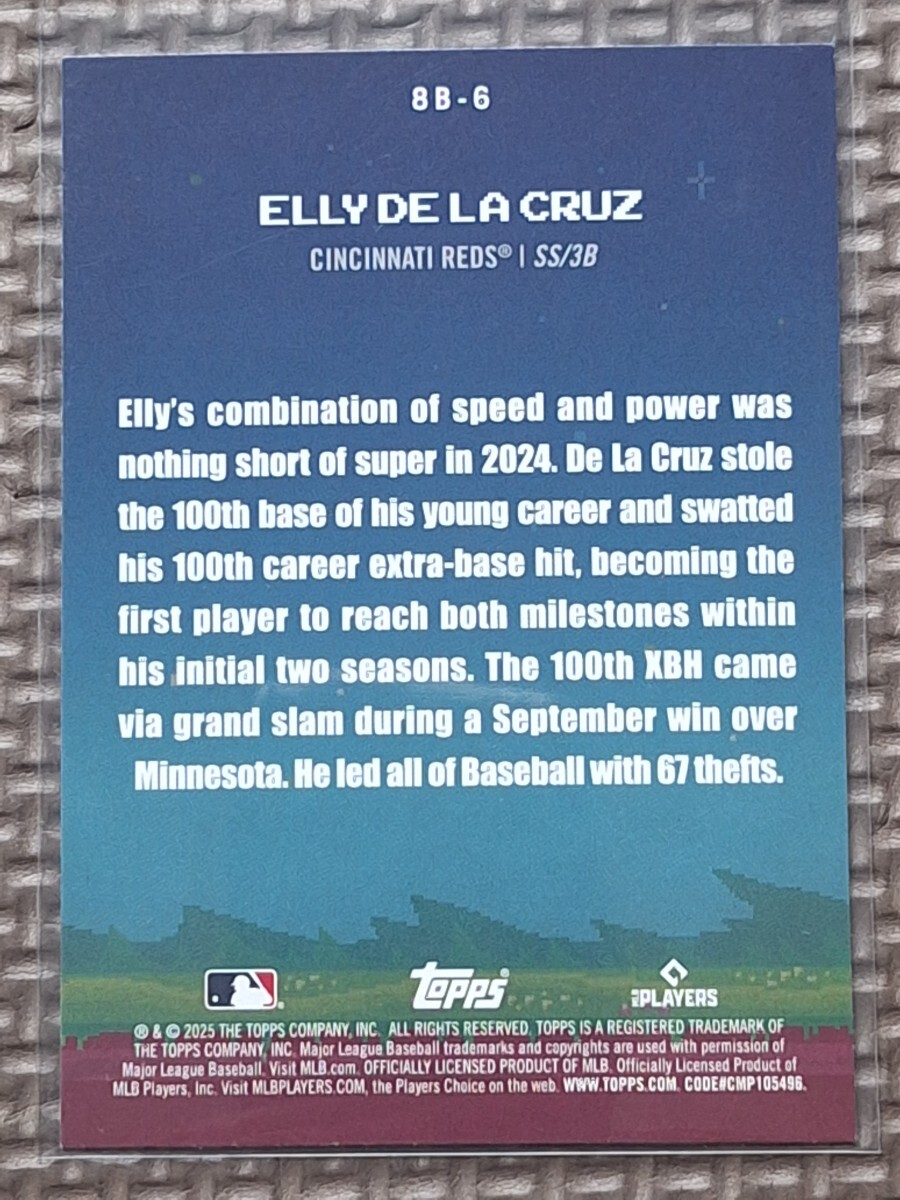 8B-6
ELLY DE LA CRUZ
CINCINNATI REDS® | SS/3B
Elly's combination of speed and power was
nothing short of super in 2024. De La Cruz stole
the 100th base of his young career and swatted
his 100th career extra-base hit, becoming the
first player to reach both milestones within
his initial two seasons. The 100th XBH came
via grand slam during a September win over
Minnesota. He led all of Baseball with 67 thefts.
topps®
MLB PLAYERS
® & © 2025 THE TOPPS COMPANY, INC. ALL RIGHTS RESERVED. TOPPS IS A REGISTERED TRADEMARK OF
THE TOPPS COMPANY, INC. Major League Baseball trademarks and copyrights are used with permission of
Major League Baseball. Visit MLB.com. OFFICIALLY LICENSED PRODUCT OF MLB. Officially Licensed Product of
MLB Players, Inc. Visit MLBPLAYERS.COM, the Players Choice on the web. WWW.TOPPS.COM. CODE#CMP105496.